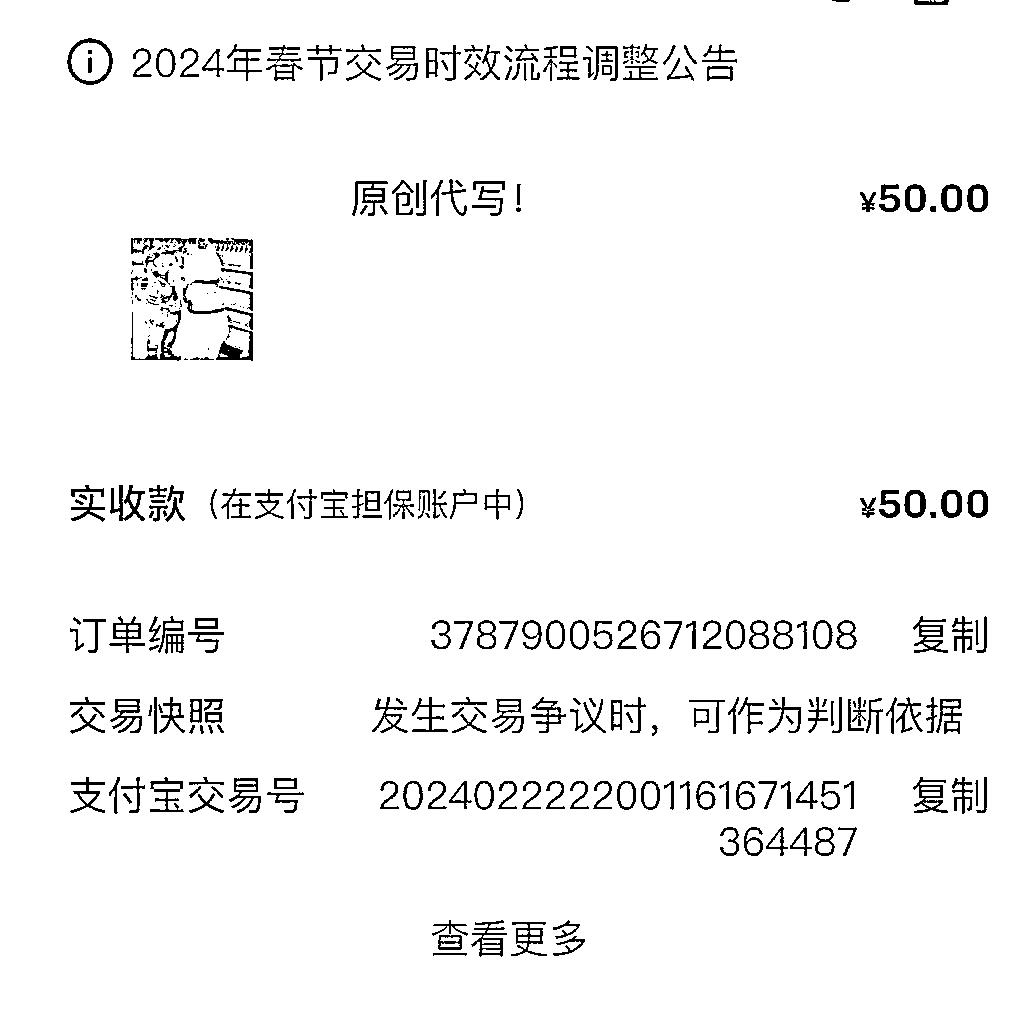 2024年春节交易时效流程调整公告
原创代写！ ¥50.00
实收款（在支付宝担保账户中） ¥50.00
订单编号 3787900526712088108 复制
交易快照 发生交易争议时，可作为判断依据
支付宝交易号 2024022222001161671451 复制
364487
查看更多